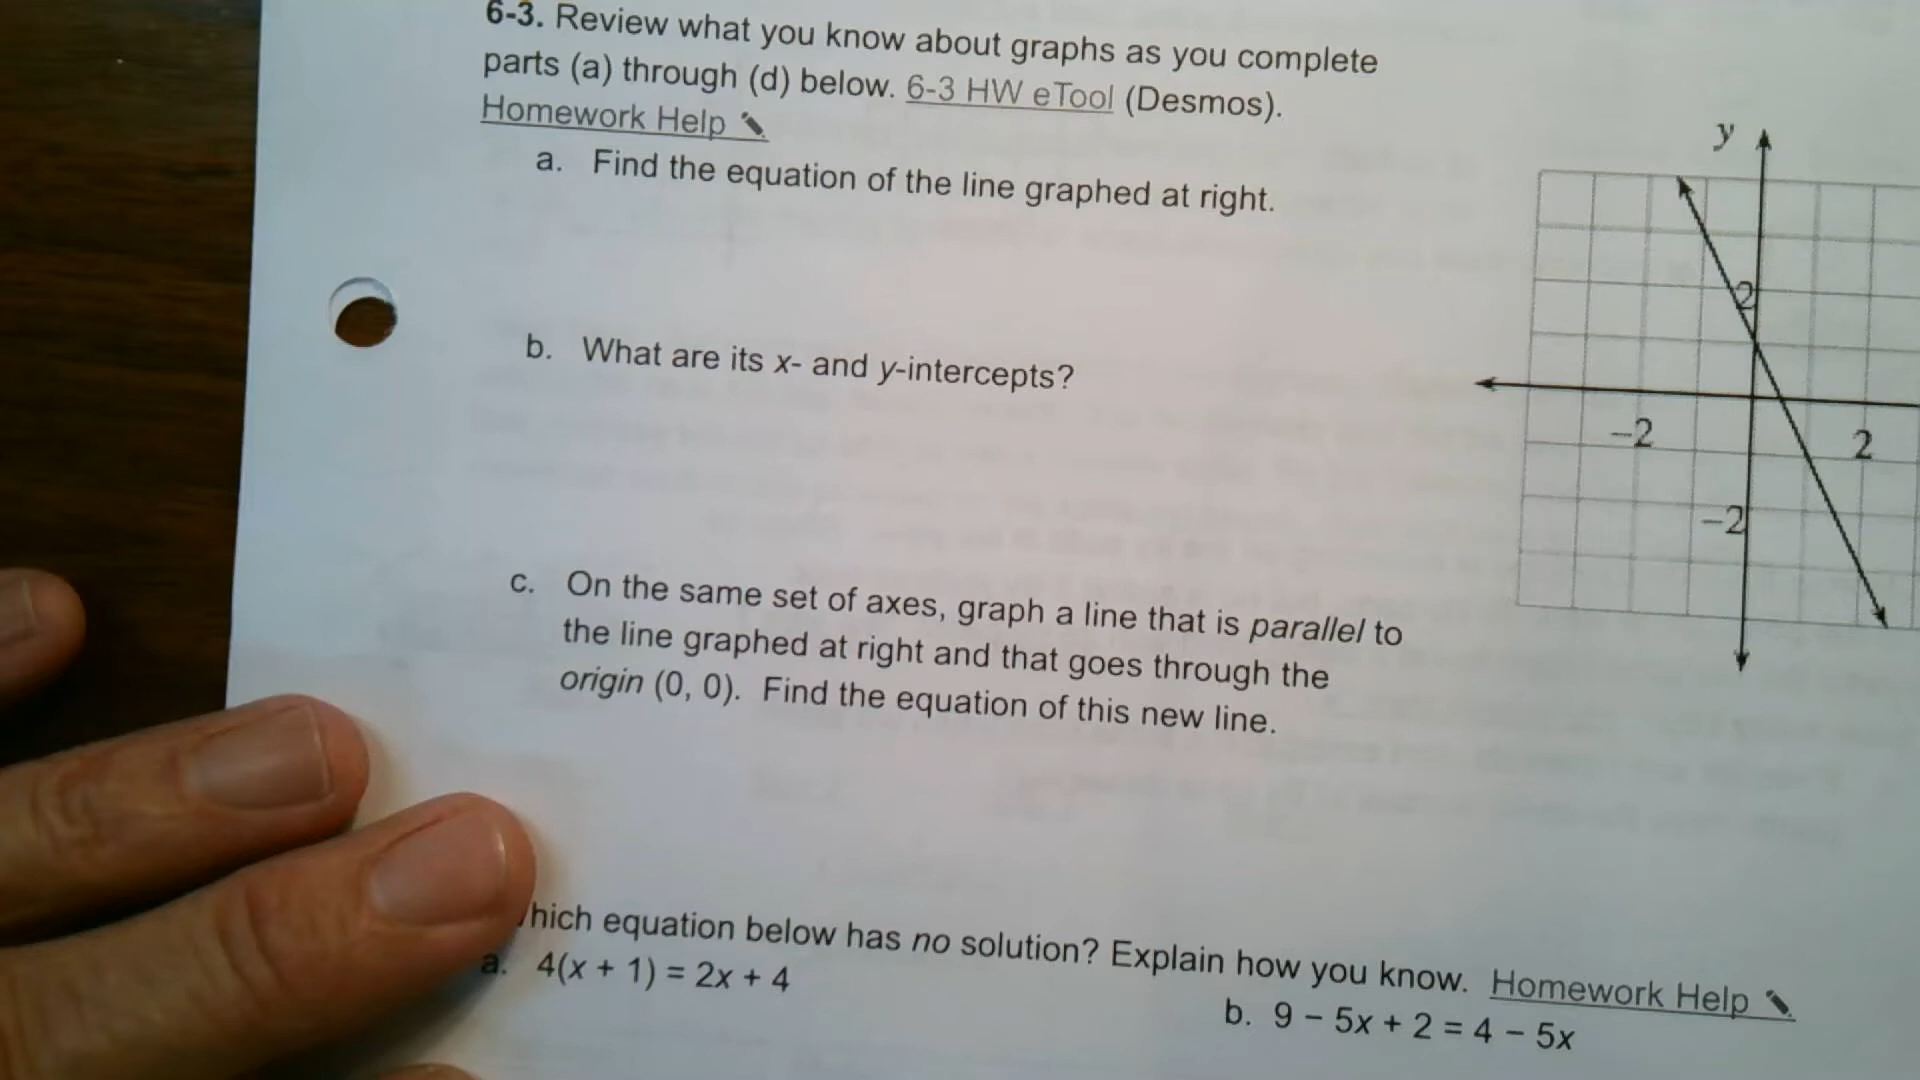 6-3. Review what you know about graphs as you complete
parts (a) through (d) below. 6-3 HW eTool (Desmos).
Homework Help
a. Find the equation of the line graphed at right.
b. What are its x- and y-intercepts?
c. On the same set of axes, graph a line that is parallel to
the line graphed at right and that goes through the
origin (0, 0). Find the equation of this new line.
y
2
-2
2
-2
equation below has no solution? Explain how you know. Homework Help
a. 4(x + 1) = 2x + 4
b. 9 − 5x + 2 = 4 − 5x